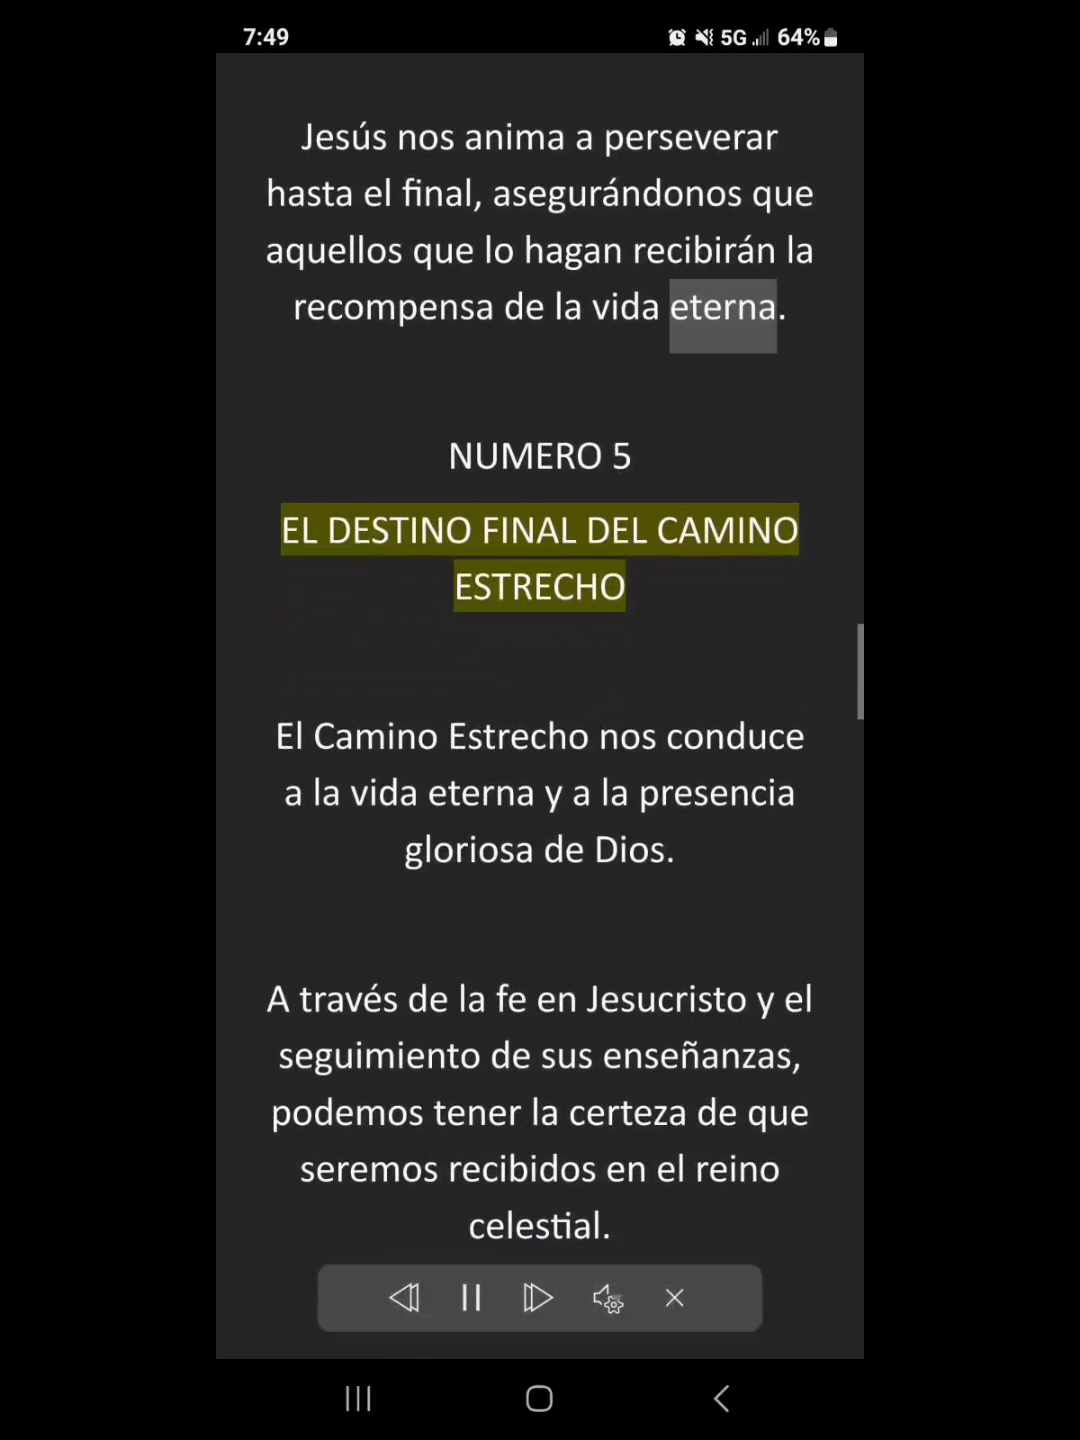 7:49 5G 64%
Jesús nos anima a perseverar
hasta el final, asegurándonos que
aquellos que lo hagan recibirán la
recompensa de la vida eterna.
NUMERO 5
EL DESTINO FINAL DEL CAMINO
ESTRECHO
El Camino Estrecho nos conduce
a la vida eterna y a la presencia
gloriosa de Dios.
A través de la fe en Jesucristo y el
seguimiento de sus enseñanzas,
podemos tener la certeza de que
seremos recibidos en el reino
celestial.